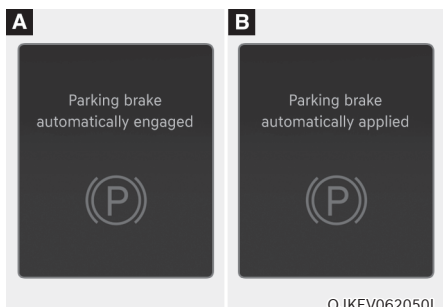 A
Parking brake
automatically engaged
P
B
Parking brake
automatically applied
P
OJKEV062050L